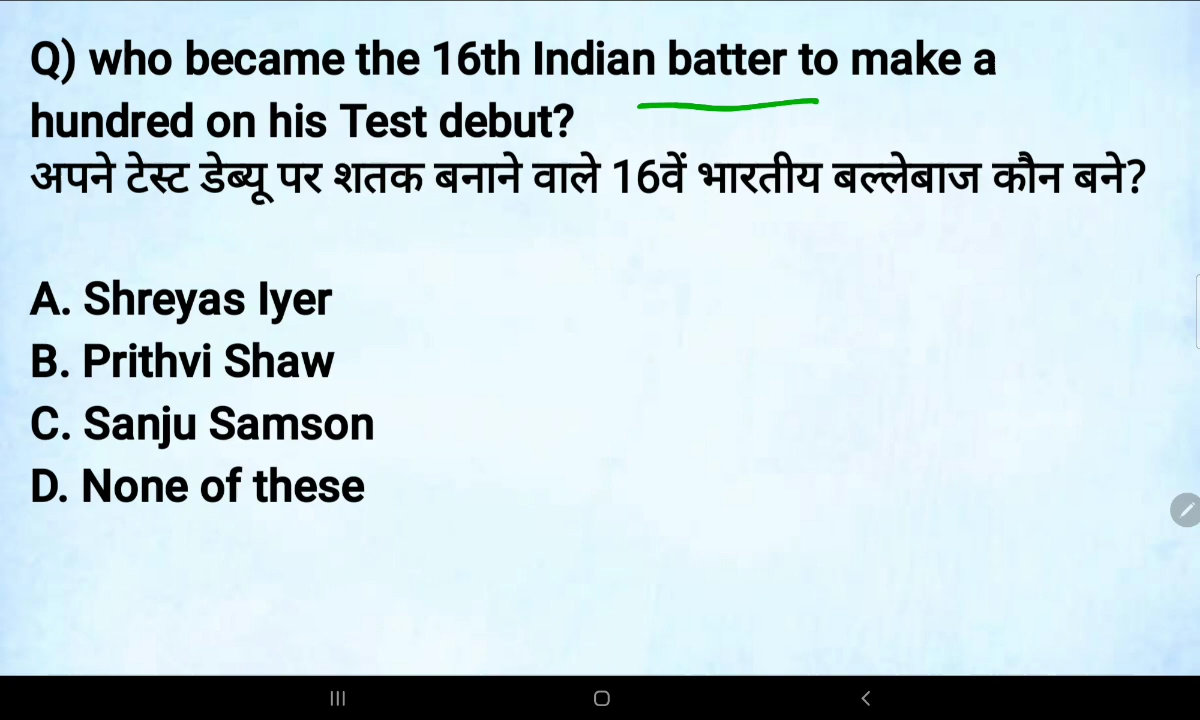 Q) who became the 16th Indian batter to make a
hundred on his Test debut?
अपने टेस्ट डेब्यू पर शतक बनाने वाले 16वें भारतीय बल्लेबाज कौन बने?
A. Shreyas Iyer
B. Prithvi Shaw
C. Sanju Samson
D. None of these